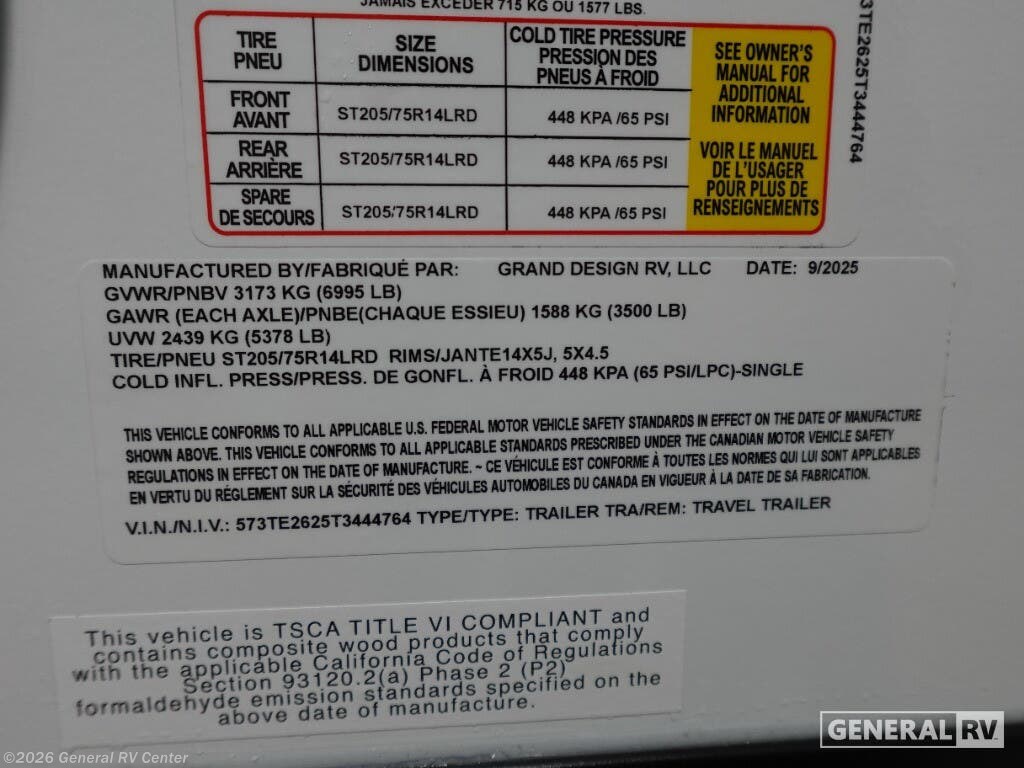 JAMAIS EXCEDER 715 KG OU 1577 LBS.
TIRE PNEU SIZE DIMENSIONS COLD TIRE PRESSURE PRESSION DES PNEUS À FROID
FRONT AVANT ST205/75R14LRD 448 KPA /65 PSI
REAR ARRIÈRE ST205/75R14LRD 448 KPA /65 PSI
SPARE DE SECOURS ST205/75R14LRD 448 KPA /65 PSI
SEE OWNER'S
MANUAL FOR
ADDITIONAL
INFORMATION
VOIR LE MANUEL
DE L'USAGER
POUR PLUS DE
RENSEIGNEMENTS
3TE2625T3444764
MANUFACTURED BY/FABRIQUÉ PAR: GRAND DESIGN RV, LLC DATE: 9/2025
GVWR/PNBV 3173 KG (6995 LB)
GAWR (EACH AXLE)/PNBE(CHAQUE ESSIEU) 1588 KG (3500 LB)
UVW 2439 KG (5378 LB)
TIRE/PNEU ST205/75R14LRD RIMS/JANTE14X5J, 5X4.5
COLD INFL. PRESS/PRESS. DE GONFL. À FROID 448 KPA (65 PSI/LPC)-SINGLE
THIS VEHICLE CONFORMS TO ALL APPLICABLE U.S. FEDERAL MOTOR VEHICLE SAFETY STANDARDS IN EFFECT ON THE DATE OF MANUFACTURE
SHOWN ABOVE. THIS VEHICLE CONFORMS TO ALL APPLICABLE STANDARDS PRESCRIBED UNDER THE CANADIAN MOTOR VEHICLE SAFETY
REGULATIONS IN EFFECT ON THE DATE OF MANUFACTURE. ~ CE VÉHICULE EST CONFORME À TOUTES LES NORMES QUI LUI SONT APPLICABLES
EN VERTU DU RÉGLEMENT SUR LA SÉCURITÉ DES VÉHICULES AUTOMOBILES DU CANADA EN VIGUEUR À LA DATE DE SA FABRICATION.
V.I.N./N.I.V.: 573TE2625T3444764 TYPE/TYPE: TRAILER TRA/REM: TRAVEL TRAILER
This vehicle is TSCA TITLE VI COMPLIANT and
contains composite wood products that comply
with the applicable California Code of Regulations
Section 93120.2(a) Phase 2 (P2)
formaldehyde emission standards specified on the
above date of manufacture.
GENERAL RV
©2026 General RV Center